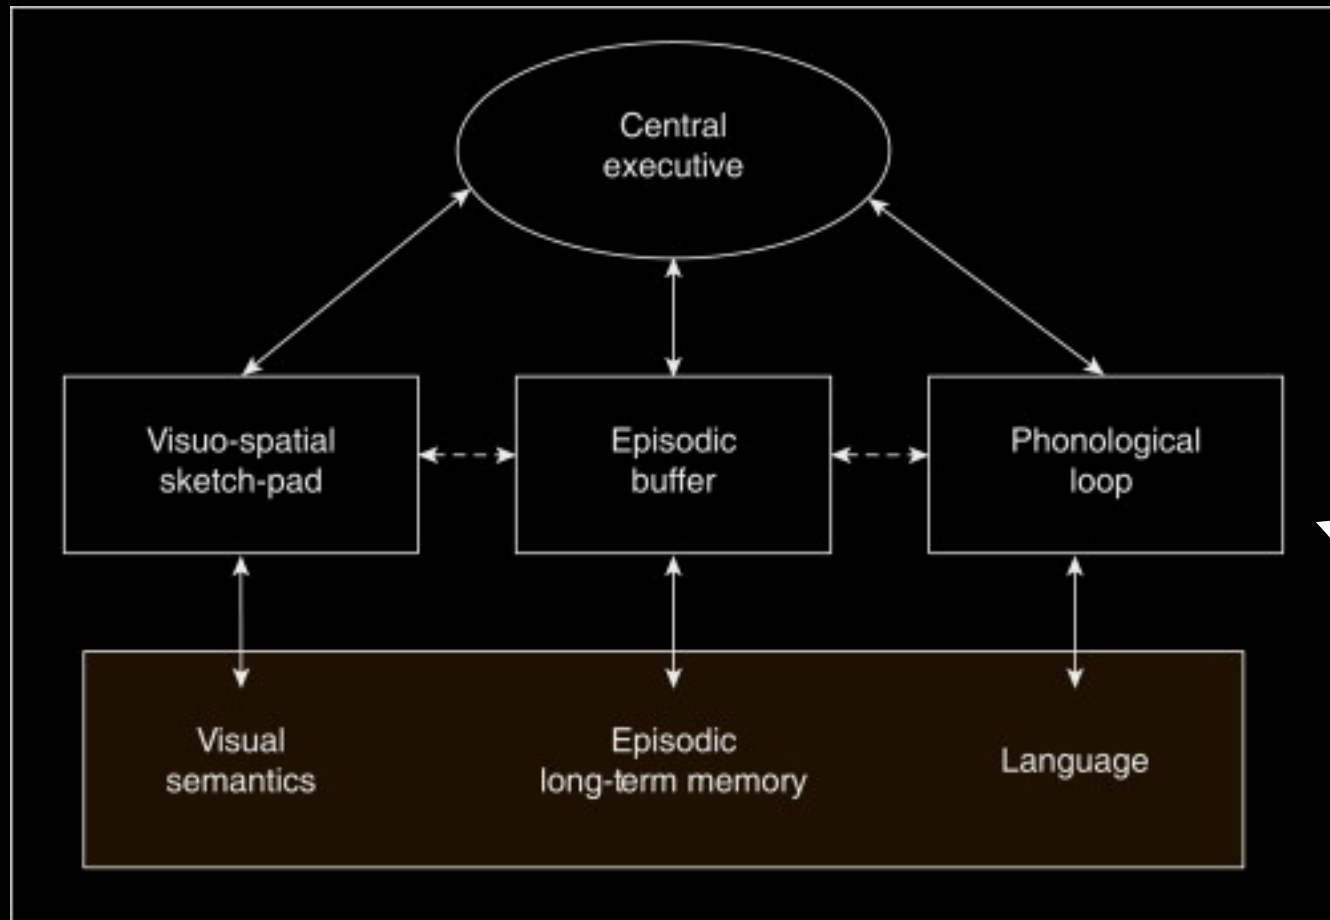 Central
executive
Visuo-spatial
sketch-pad
Episodic
buffer
Phonological
loop
Visual
semantics
Episodic
long-term memory
Language